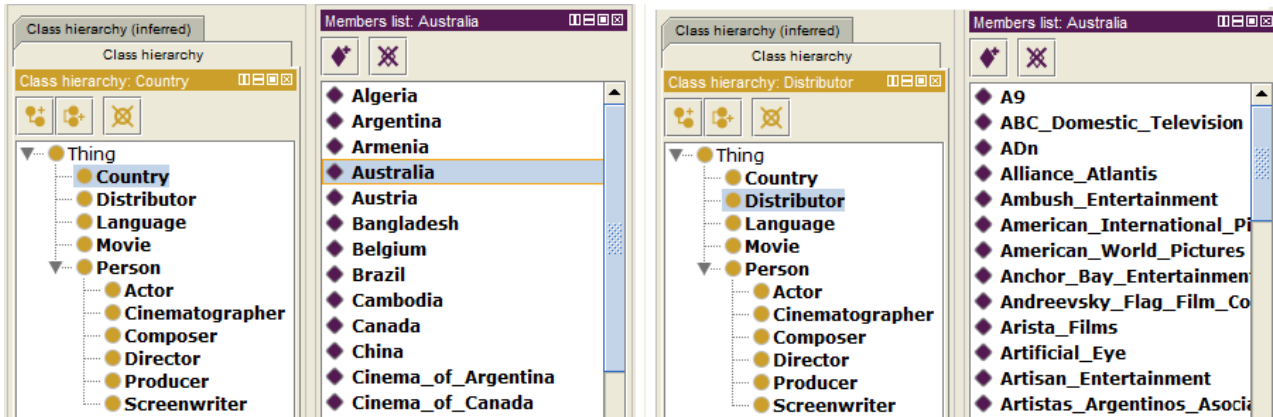 Class hierarchy (inferred)
Class hierarchy
Class hierarchy: Country
Thing
Country
Distributor
Language
Movie
Person
Actor
Cinematographer
Composer
Director
Producer
Screenwriter
Members list: Australia
Algeria
Argentina
Armenia
Australia
Austria
Bangladesh
Belgium
Brazil
Cambodia
Canada
China
Cinema_of_Argentina
Cinema_of_Canada
Class hierarchy (inferred)
Class hierarchy
Class hierarchy: Distributor
Thing
Country
Distributor
Language
Movie
Person
Actor
Cinematographer
Composer
Director
Producer
Screenwriter
Members list: Australia
A9
ABC_Domestic_Television
ADn
Alliance_Atlantis
Ambush_Entertainment
American_International_Pi
American_World_Pictures
Anchor_Bay_Entertainmen
Andreevsky_Flag_Film_Co
Arista_Films
Artificial_Eye
Artisan_Entertainment
Artistas_Argentinos_Asocia